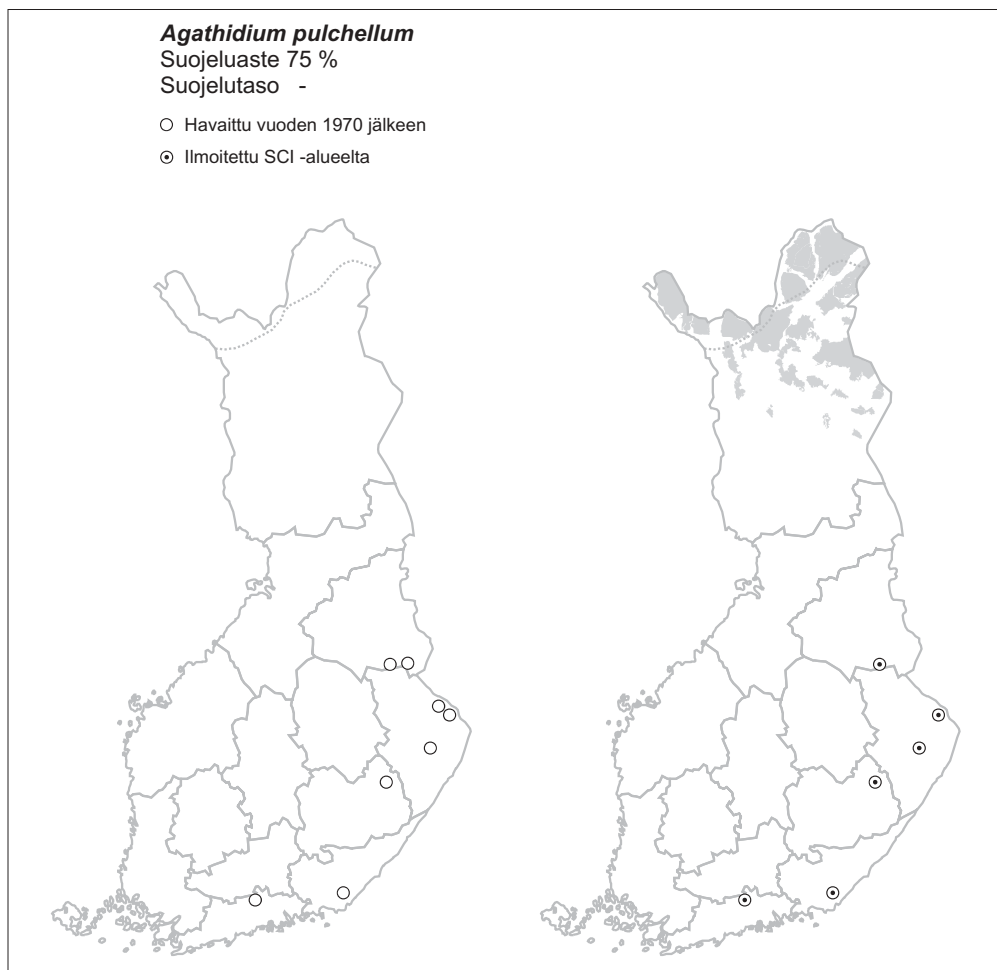 Agathidium pulchellum
Suojeluaste 75 %
Suojelutaso -
Havaittu vuoden 1970 jälkeen
Ilmoitettu SCI -alueelta